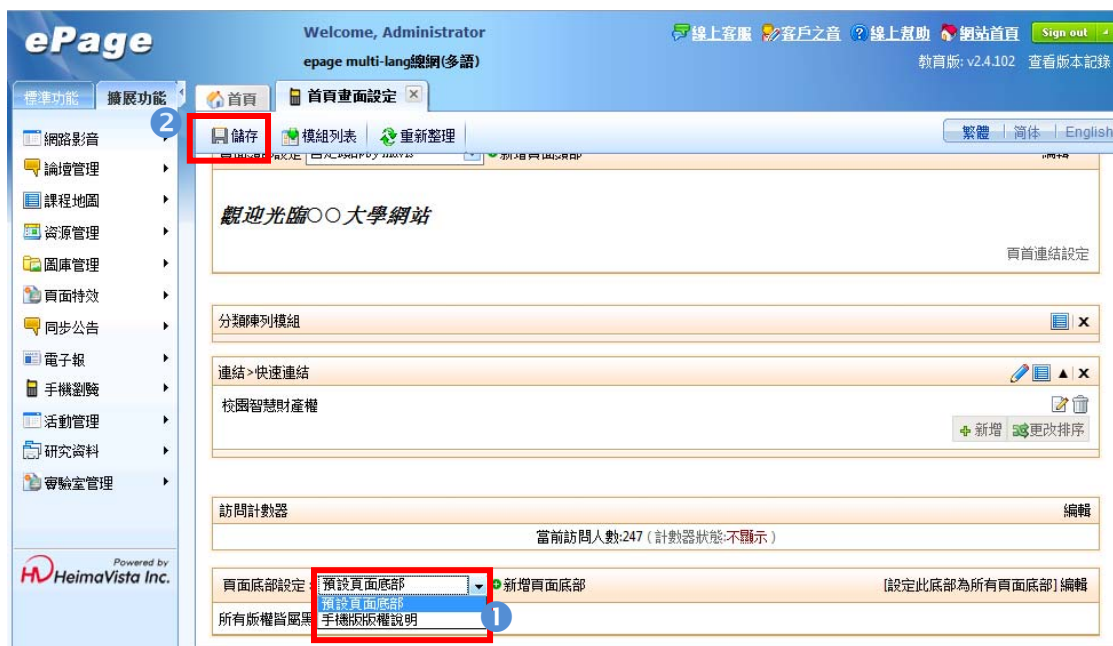 ePage
Welcome, Administrator
epage multi-lang總網(多語)
線上客服 客戶之音 線上幫助 網站首頁 Sign out
教育版: v2.4.102 查看版本記錄
標準功能 擴展功能
首頁 首頁畫面設定
2
儲存 模組列表 重新整理
繁體 简体 English
網路影音
論壇管理
課程地圖
資源管理
圖庫管理
頁面特效
同步公告
電子報
手機瀏覽
活動管理
研究資料
實驗室管理
Powered by
HeimaVista Inc.
新增頁面頭部
觀迎光臨○○大學網站
頁首連結設定
分類陳列模組
連結>快速連結
校園智慧財產權
新增 更改排序
訪問計數器 編輯
當前訪問人數:247 ( 計數器狀態:不顯示 )
頁面底部設定: 預設頁面底部 新增頁面底部 [設定此底部為所有頁面底部] 編輯
預設頁面底部
所有版權皆屬黑 手機版版權說明
1